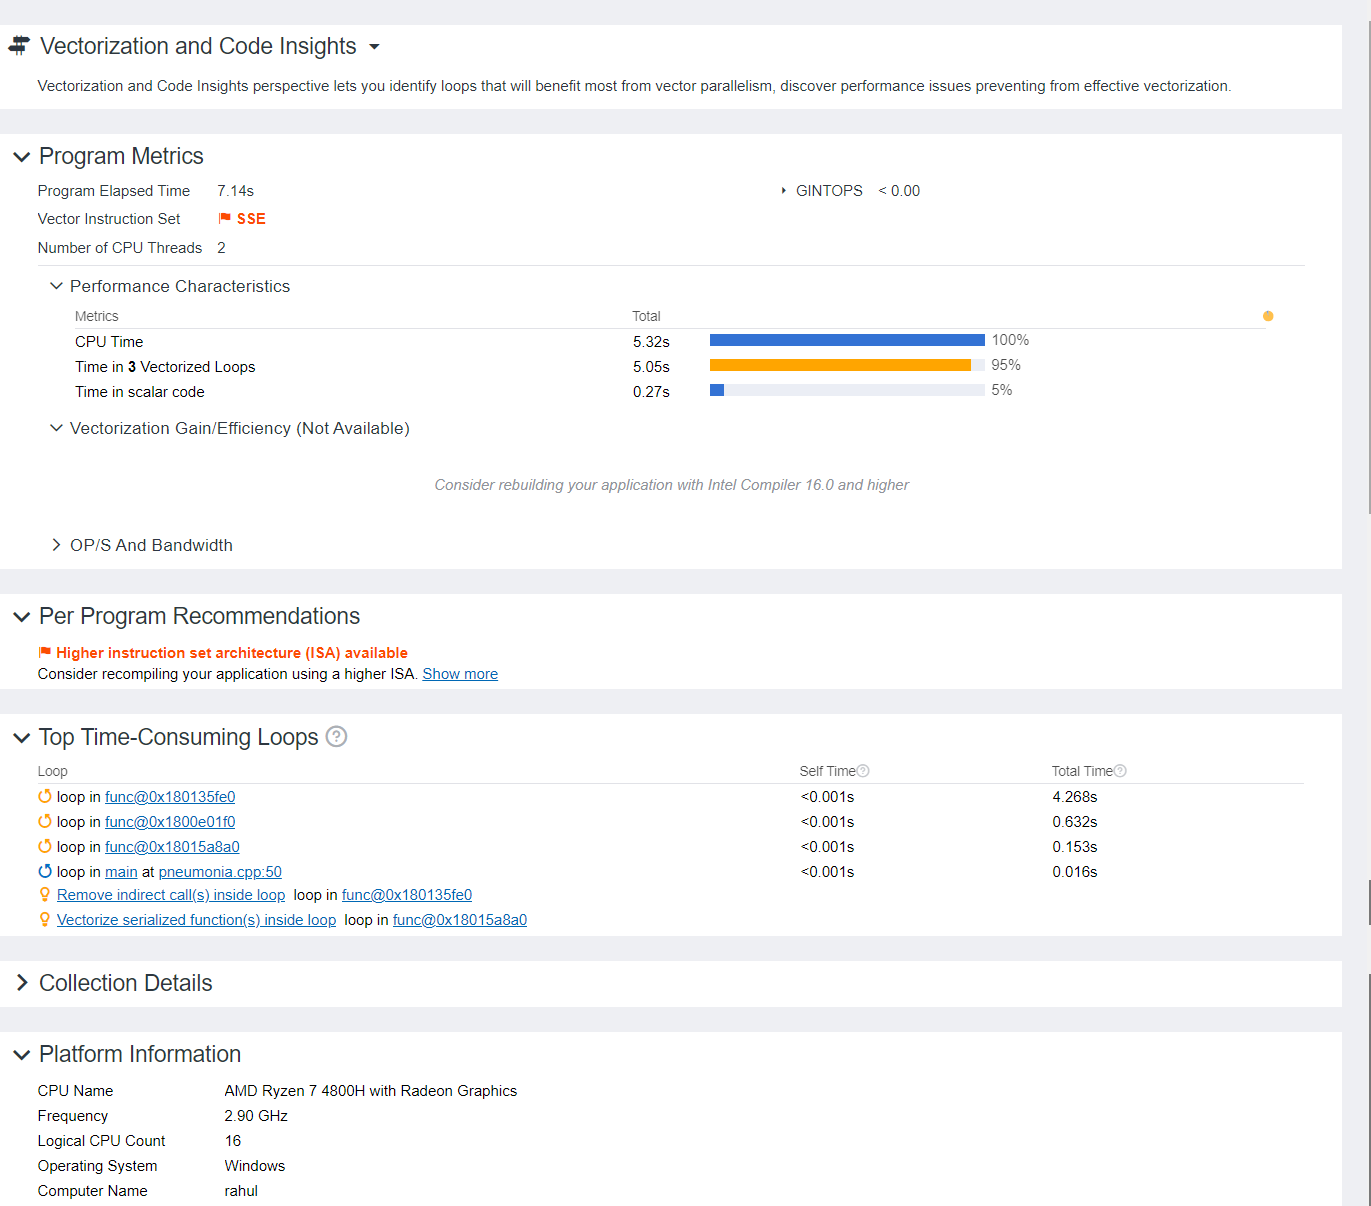 Vectorization and Code Insights
Vectorization and Code Insights perspective lets you identify loops that will benefit most from vector parallelism, discover performance issues preventing from effective vectorization.
Program Metrics
Program Elapsed Time 7.14s GINTOPS < 0.00
Vector Instruction Set SSE
Number of CPU Threads 2
Performance Characteristics
Metrics Total
CPU Time 5.32s 100%
Time in 3 Vectorized Loops 5.05s 95%
Time in scalar code 0.27s 5%
Vectorization Gain/Efficiency (Not Available)
Consider rebuilding your application with Intel Compiler 16.0 and higher
OP/S And Bandwidth
Per Program Recommendations
Higher instruction set architecture (ISA) available
Consider recompiling your application using a higher ISA. Show more
Top Time-Consuming Loops ?
Loop Self Time? Total Time?
loop in func@0x180135fe0 <0.001s 4.268s
loop in func@0x1800e01f0 <0.001s 0.632s
loop in func@0x18015a8a0 <0.001s 0.153s
loop in main at pneumonia.cpp:50 <0.001s 0.016s
Remove indirect call(s) inside loop loop in func@0x180135fe0
Vectorize serialized function(s) inside loop loop in func@0x18015a8a0
Collection Details
Platform Information
CPU Name AMD Ryzen 7 4800H with Radeon Graphics
Frequency 2.90 GHz
Logical CPU Count 16
Operating System Windows
Computer Name rahul